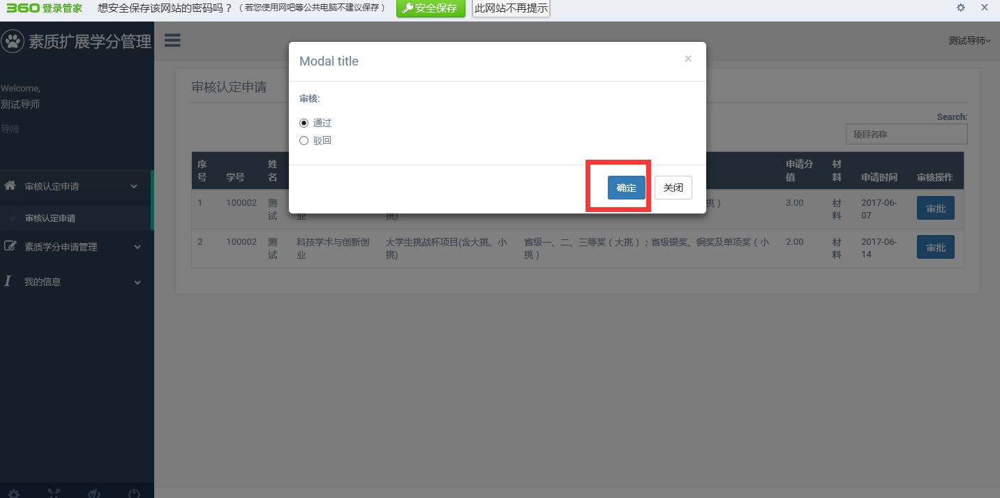 360 登录管家 想安全保存该网站的密码吗？（若您使用网吧等公共电脑不建议保存） 安全保存 此网站不再提示
素质扩展学分管理
测试导师
Welcome,
测试导师
导师
审核认定申请
审核认定申请
素质学分申请管理
我的信息
Modal title ×
审核:
通过
驳回
确定 关闭
审核认定申请
Search:
项目名称
序号 学号 姓名 申请分值 材料 申请时间 审核操作
1 100002 测试 业 挑) 挑） 3.00 材料 2017-06-07 审批
2 100002 测试 科技学术与创新创业 大学生挑战杯项目(含大挑、小挑) 省级一、二、三等奖（大挑）；省级银奖、铜奖及单项奖（小挑） 2.00 材料 2017-06-14 审批